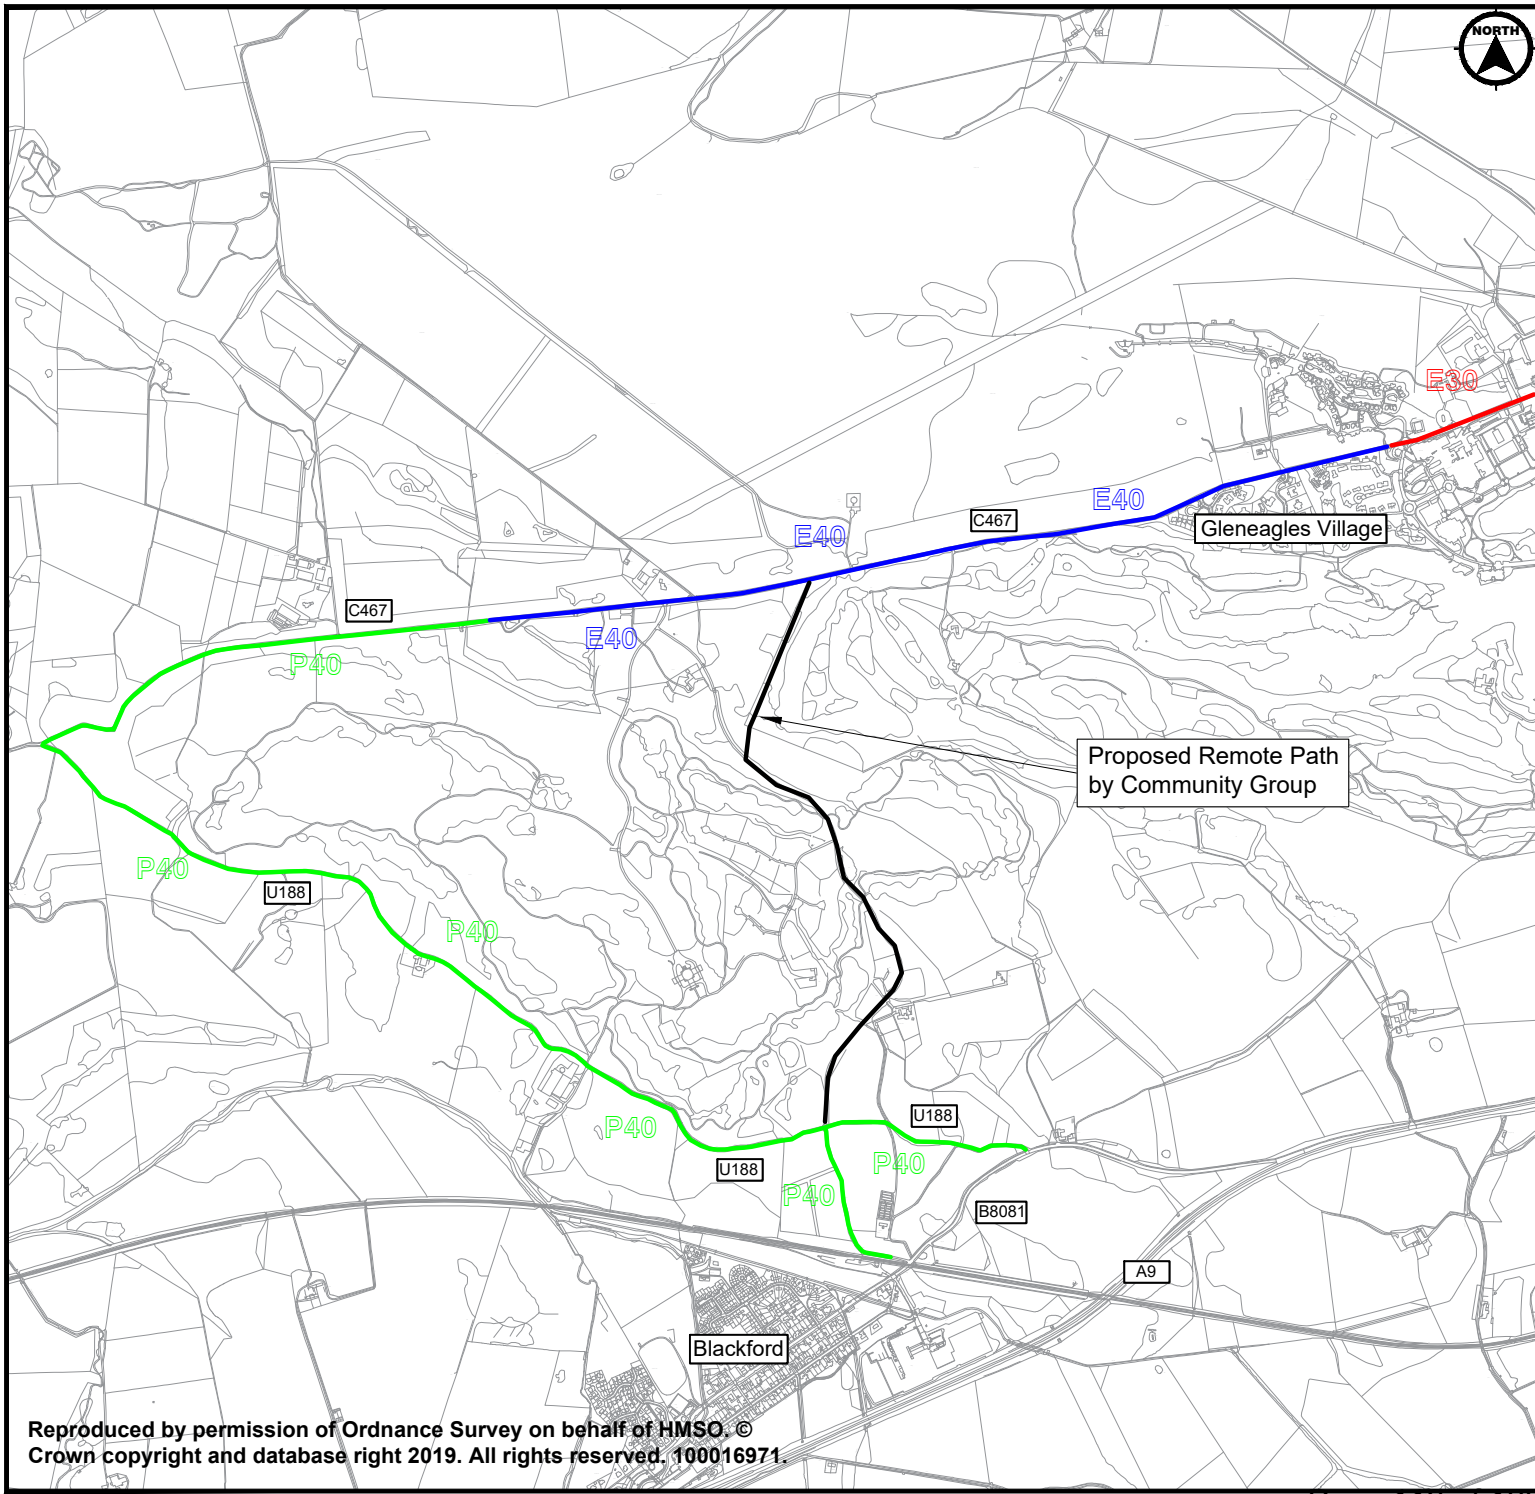 NORTH
E30
E40
C467
Gleneagles Village
E40
C467
E40
P40
Proposed Remote Path
by Community Group
P40
U188
P40
U188
P40
P40
U188
P40
B8081
A9
Blackford
Reproduced by permission of Ordnance Survey on behalf of HMSO. ©
Crown copyright and database right 2019. All rights reserved. 100016971.